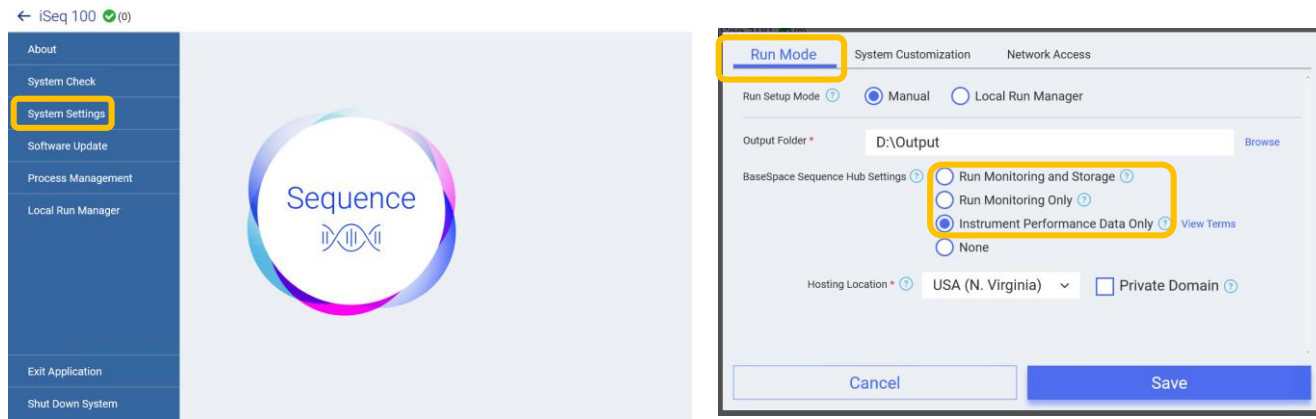 ← iSeq 100 (0)
About
System Check
System Settings
Software Update
Process Management
Local Run Manager
Exit Application
Shut Down System
Sequence
Run Mode System Customization Network Access
Run Setup Mode ? Manual Local Run Manager
Output Folder * D:\Output Browse
BaseSpace Sequence Hub Settings ? Run Monitoring and Storage ?
Run Monitoring Only ?
Instrument Performance Data Only ? View Terms
None
Hosting Location * ? USA (N. Virginia) Private Domain ?
Cancel Save